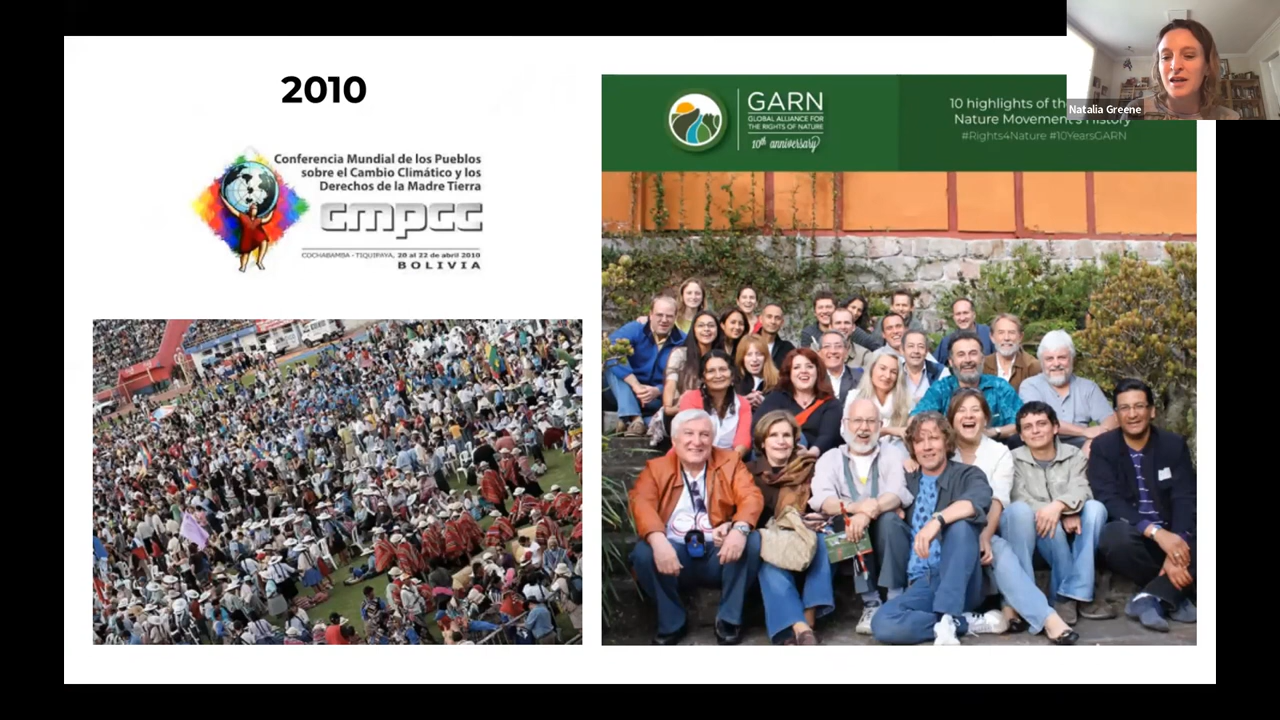 2010
Conferencia Mundial de los Pueblos
sobre el Cambio Climático y los
Derechos de la Madre Tierra
cmpcc
COCHABAMBA - TIQUIPAYA, 20 al 22 de abril 2010
BOLIVIA
GARN
GLOBAL ALLIANCE FOR
THE RIGHTS OF NATURE
10th anniversary
10 highlights of the
Nature Movement's History
#Rights4Nature #10YearsGARN
Natalia Greene